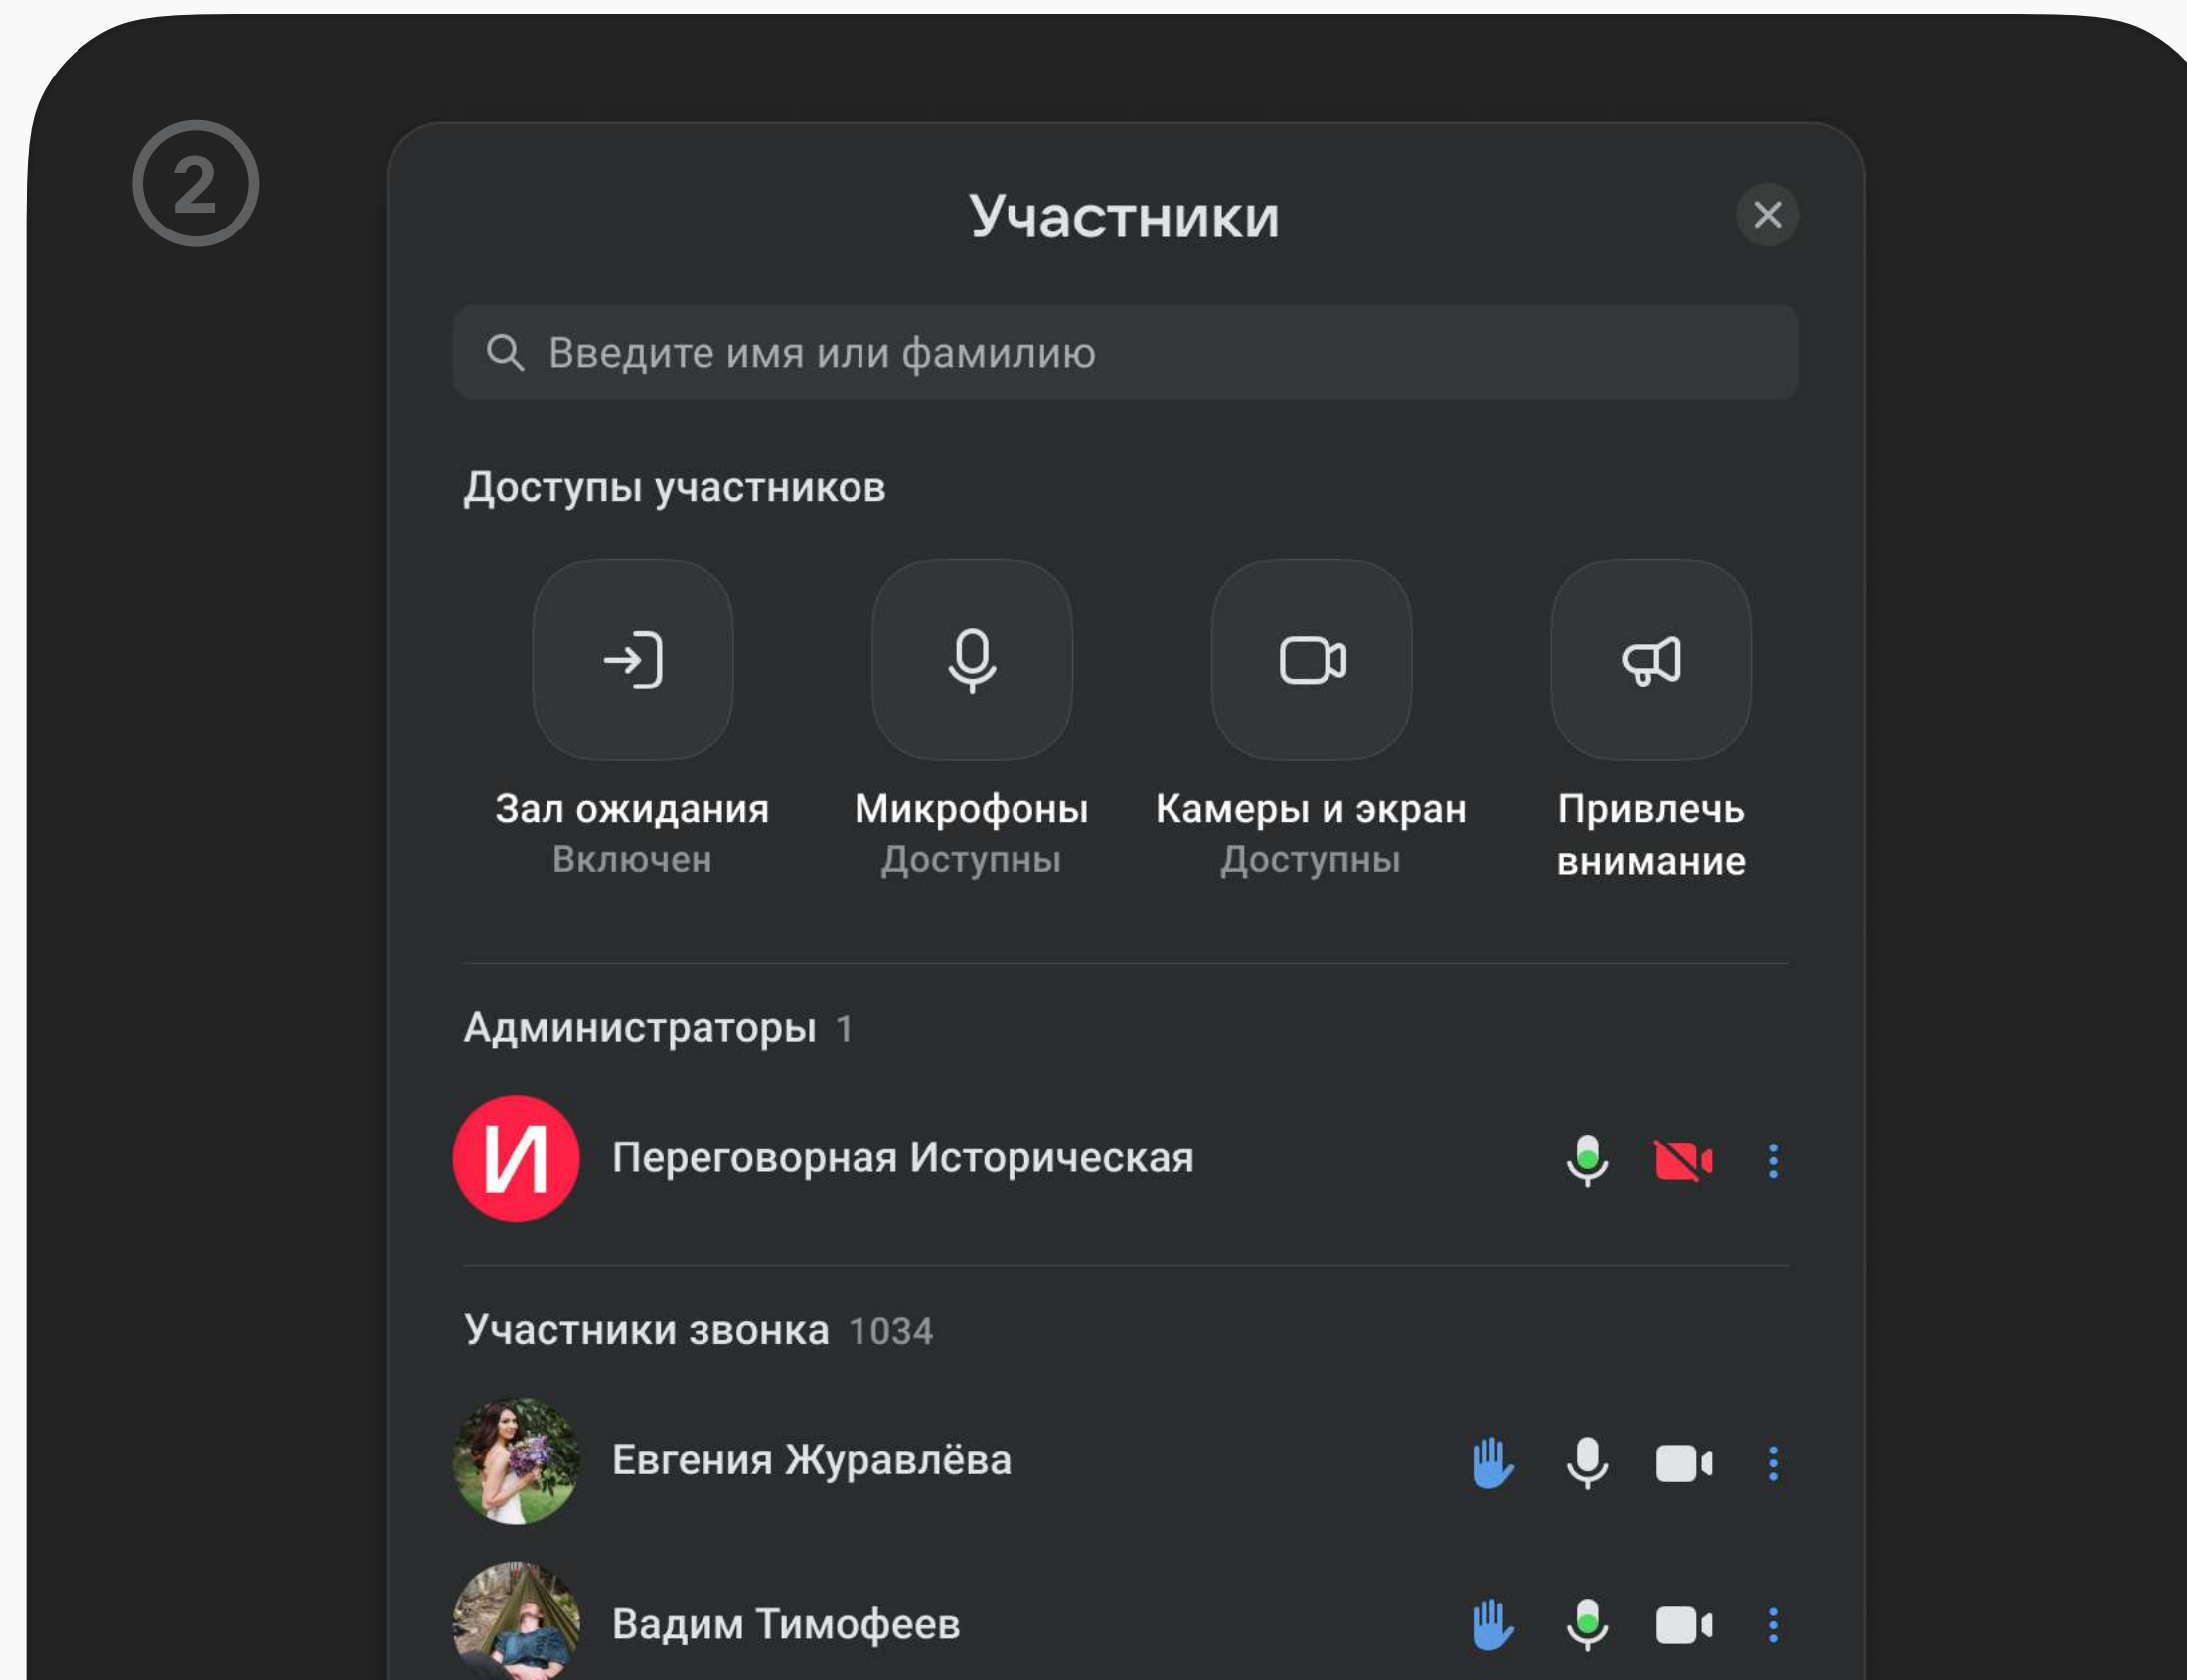 2
Участники
Введите имя или фамилию
Доступы участников
Зал ожидания
Включен
Микрофоны
Доступны
Камеры и экран
Доступны
Привлечь
внимание
Администраторы 1
И
Переговорная Историческая
Участники звонка 1034
Евгения Журавлёва
Вадим Тимофеев